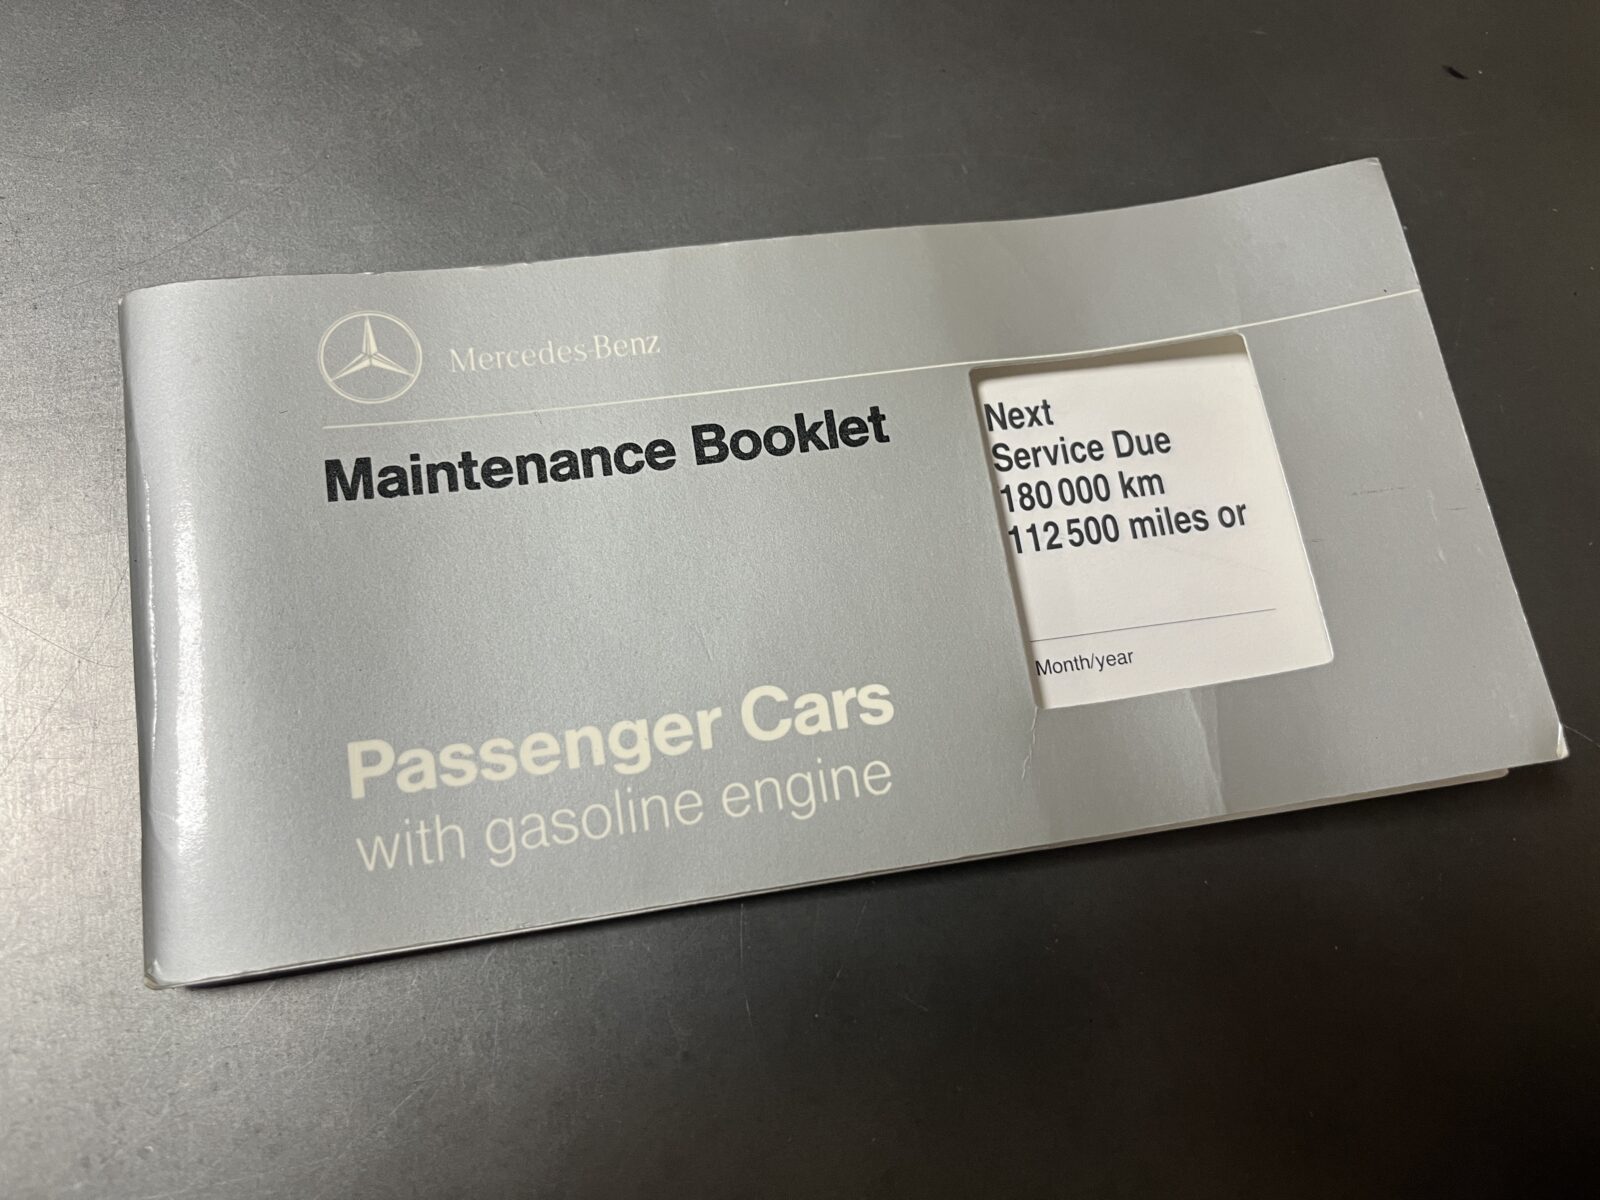 Mercedes-Benz
Maintenance Booklet
Next
Service Due
180 000 km
112 500 miles or
Month/year
Passenger Cars
with gasoline engine